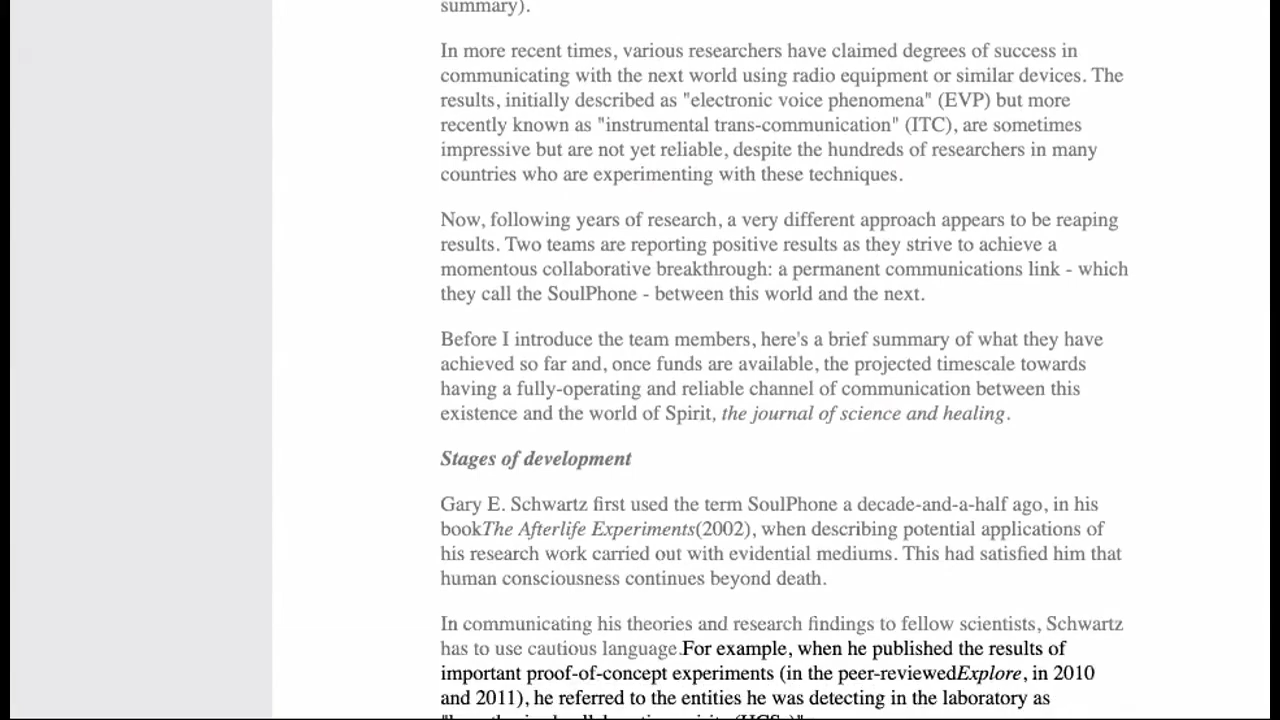 summary).
In more recent times, various researchers have claimed degrees of success in
communicating with the next world using radio equipment or similar devices. The
results, initially described as "electronic voice phenomena" (EVP) but more
recently known as "instrumental trans-communication" (ITC), are sometimes
impressive but are not yet reliable, despite the hundreds of researchers in many
countries who are experimenting with these techniques.
Now, following years of research, a very different approach appears to be reaping
results. Two teams are reporting positive results as they strive to achieve a
momentous collaborative breakthrough: a permanent communications link - which
they call the SoulPhone - between this world and the next.
Before I introduce the team members, here's a brief summary of what they have
achieved so far and, once funds are available, the projected timescale towards
having a fully-operating and reliable channel of communication between this
existence and the world of Spirit, the journal of science and healing.
Stages of development
Gary E. Schwartz first used the term SoulPhone a decade-and-a-half ago, in his
bookThe Afterlife Experiments(2002), when describing potential applications of
his research work carried out with evidential mediums. This had satisfied him that
human consciousness continues beyond death.
In communicating his theories and research findings to fellow scientists, Schwartz
has to use cautious language.For example, when he published the results of
important proof-of-concept experiments (in the peer-reviewedExplore, in 2010
and 2011), he referred to the entities he was detecting in the laboratory as